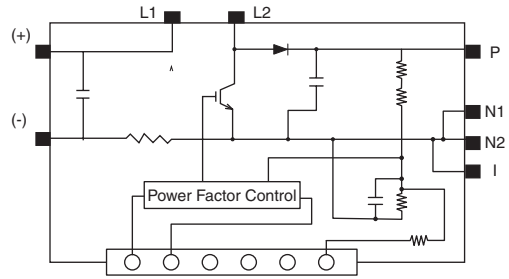 L1
L2
(+)
P
N1
(-)
N2
I
Power Factor Control